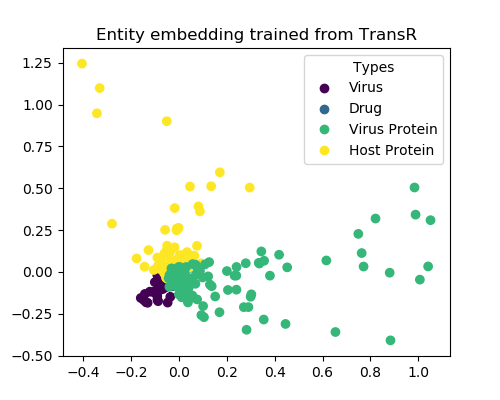 Entity embedding trained from TransR
Types
Virus
Drug
Virus Protein
Host Protein
1.25
1.00
0.75
0.50
0.25
0.00
−0.25
−0.50
−0.4 −0.2 0.0 0.2 0.4 0.6 0.8 1.0